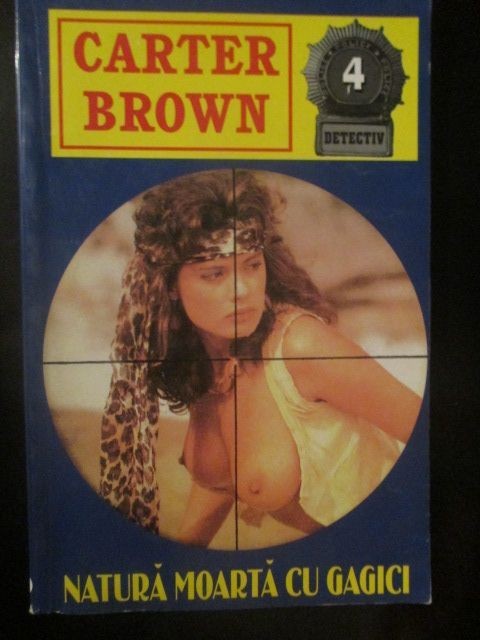 CARTER
BROWN
4
DETECTIV
NATURĂ MOARTĂ CU GAGICI